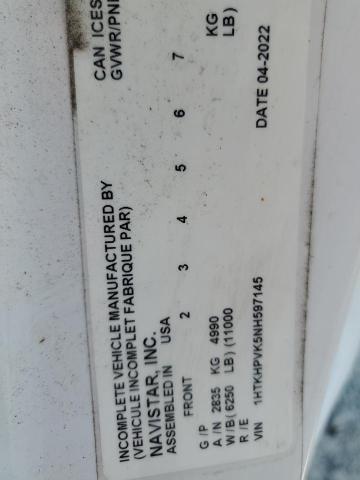 CAN ICES
GVWR/PN
INCOMPLETE VEHICLE MANUFACTURED BY
(VEHICULE INCOMPLET FABRIQUE PAR)
NAVISTAR, INC.
ASSEMBLED IN USA
FRONT 2 3 4 5 6 7
G /P
A / N 2835 KG 4990 KG
W / B( 6250 LB) (11000 LB)
R / E
VIN 1HTKHPVK5NH597145 DATE 04-2022